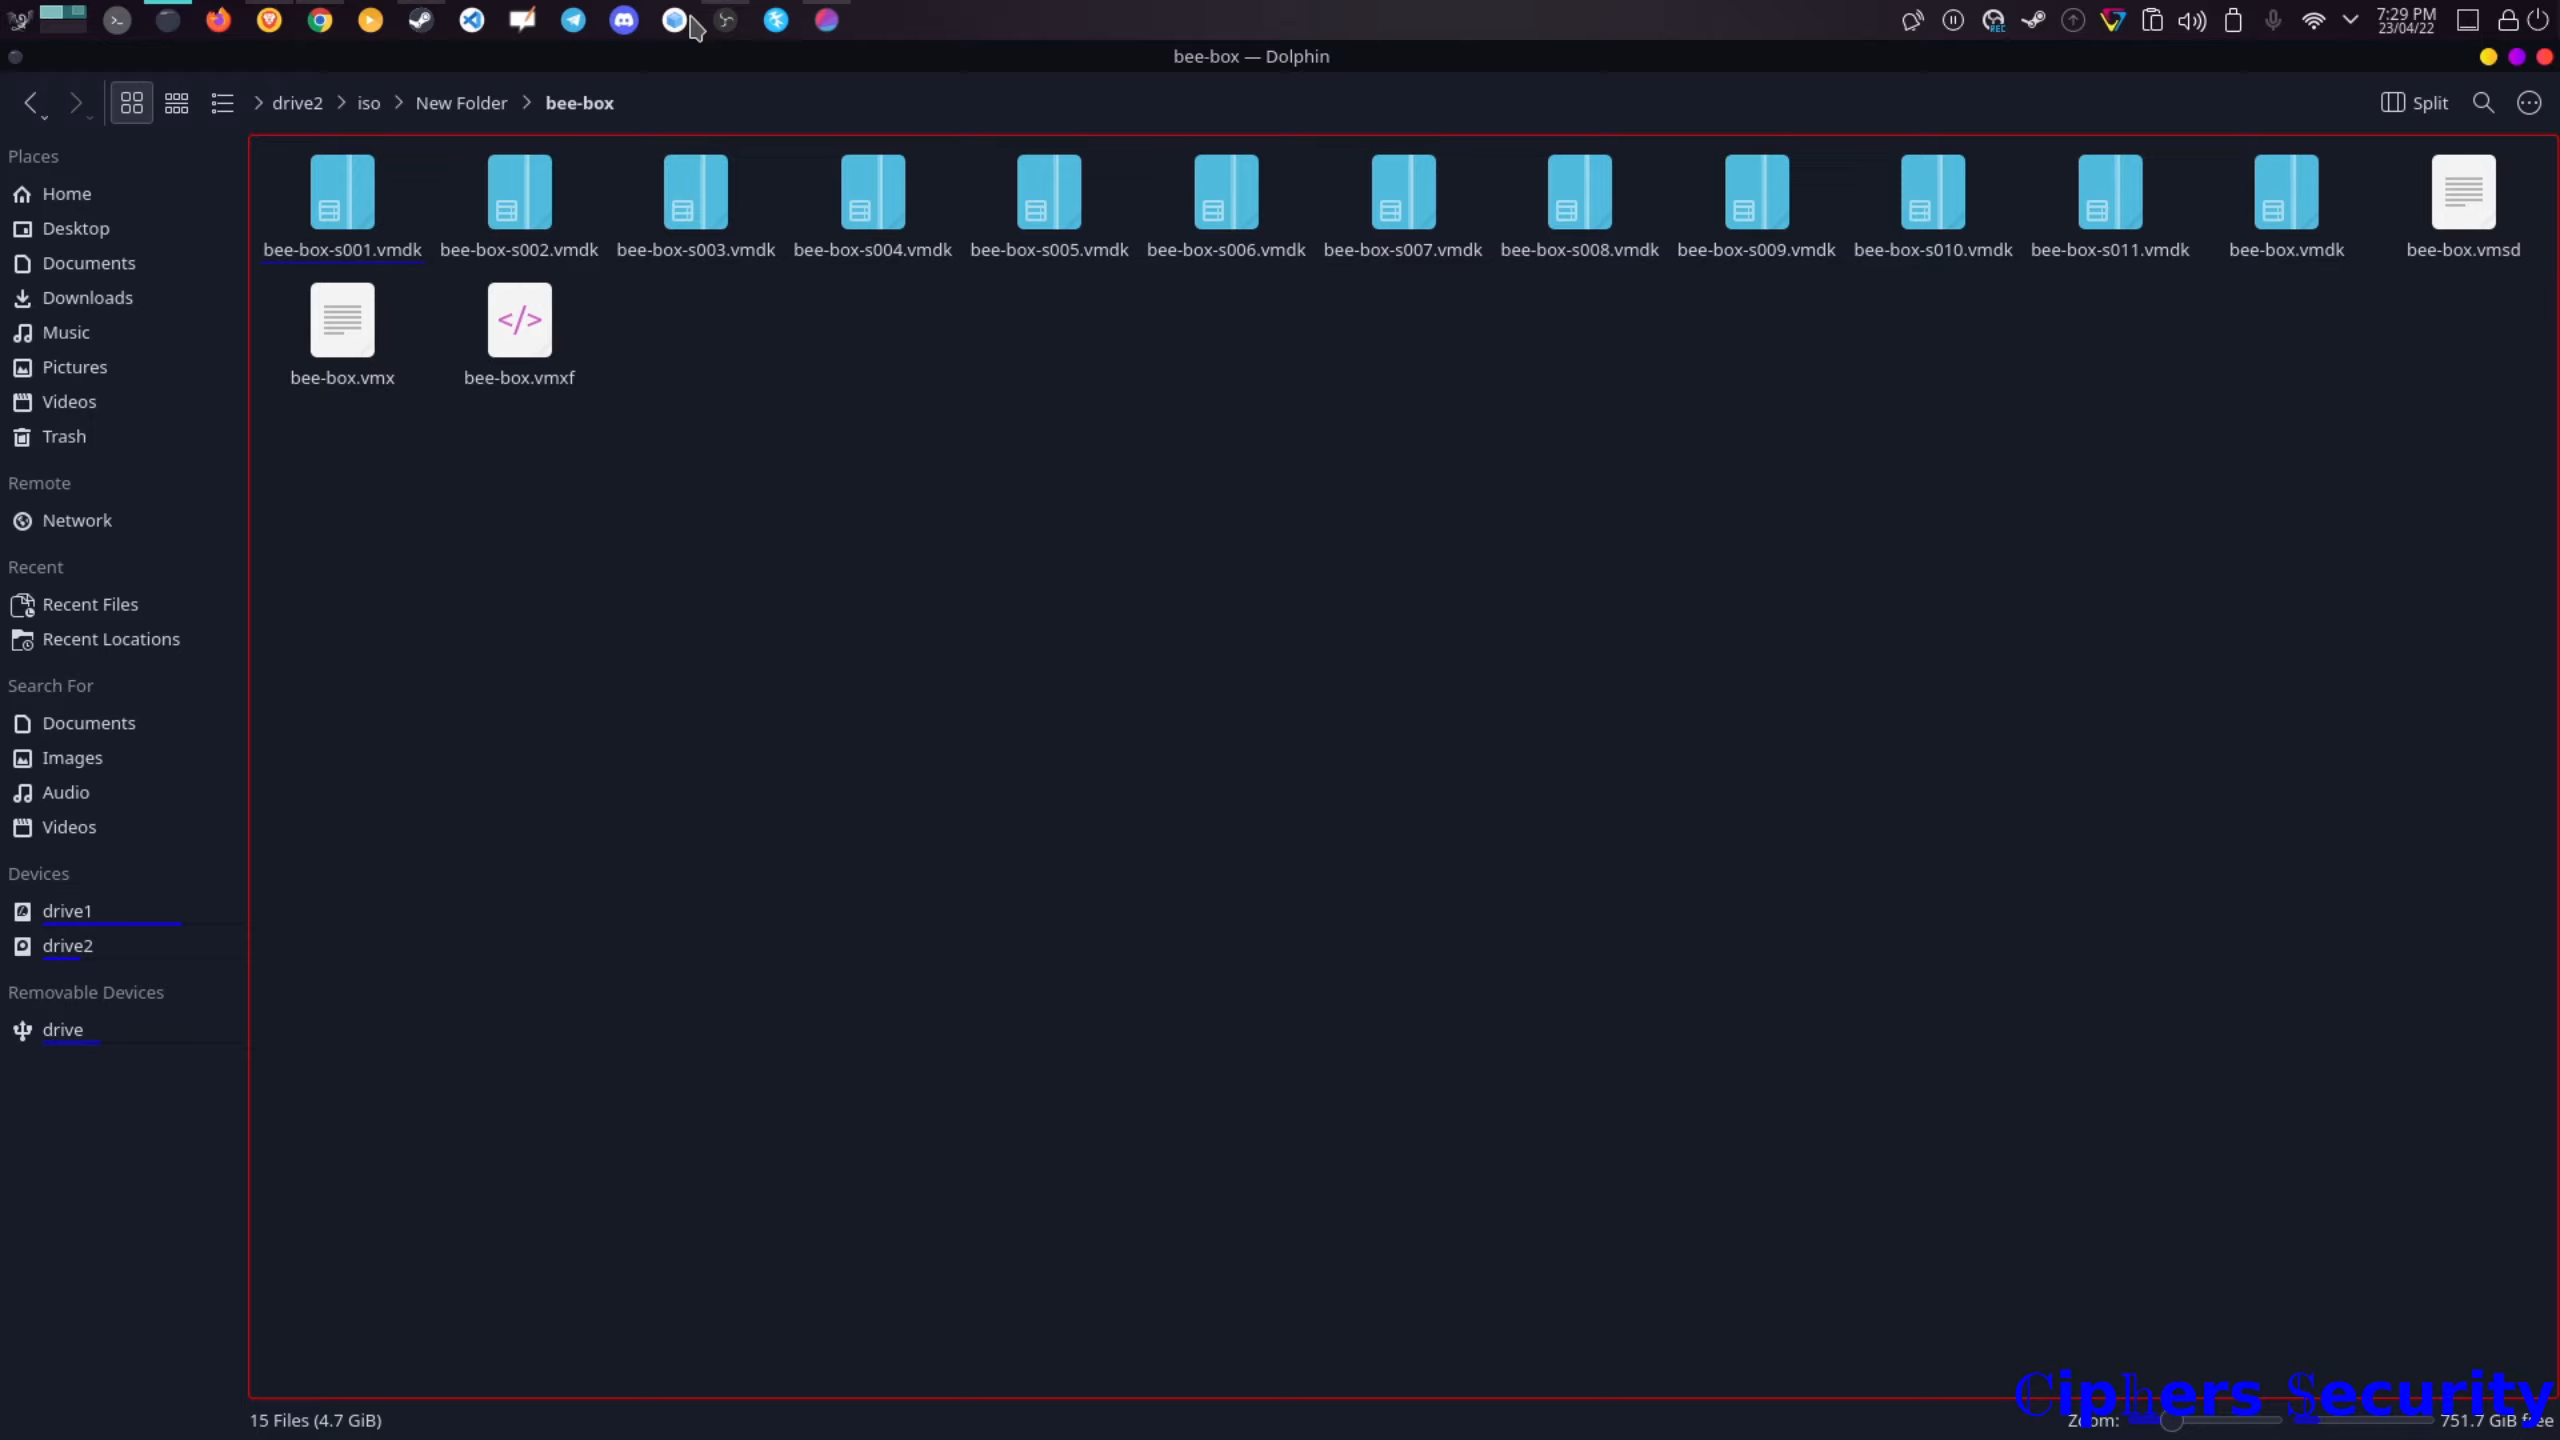 7:29 PM
23/04/22
REC
bee-box — Dolphin
drive2 iso New Folder bee-box
Split
Places
Home
Desktop
Documents
Downloads
Music
Pictures
Videos
Trash
Remote
Network
Recent
Recent Files
Recent Locations
Search For
Documents
Images
Audio
Videos
Devices
drive1
drive2
Removable Devices
drive
bee-box-s001.vmdk bee-box-s002.vmdk bee-box-s003.vmdk bee-box-s004.vmdk bee-box-s005.vmdk bee-box-s006.vmdk bee-box-s007.vmdk bee-box-s008.vmdk bee-box-s009.vmdk bee-box-s010.vmdk bee-box-s011.vmdk bee-box.vmdk bee-box.vmsd
bee-box.vmx bee-box.vmxf
ℂiphers $ecurity
15 Files (4.7 GiB)
Zoom: 751.7 GiB free